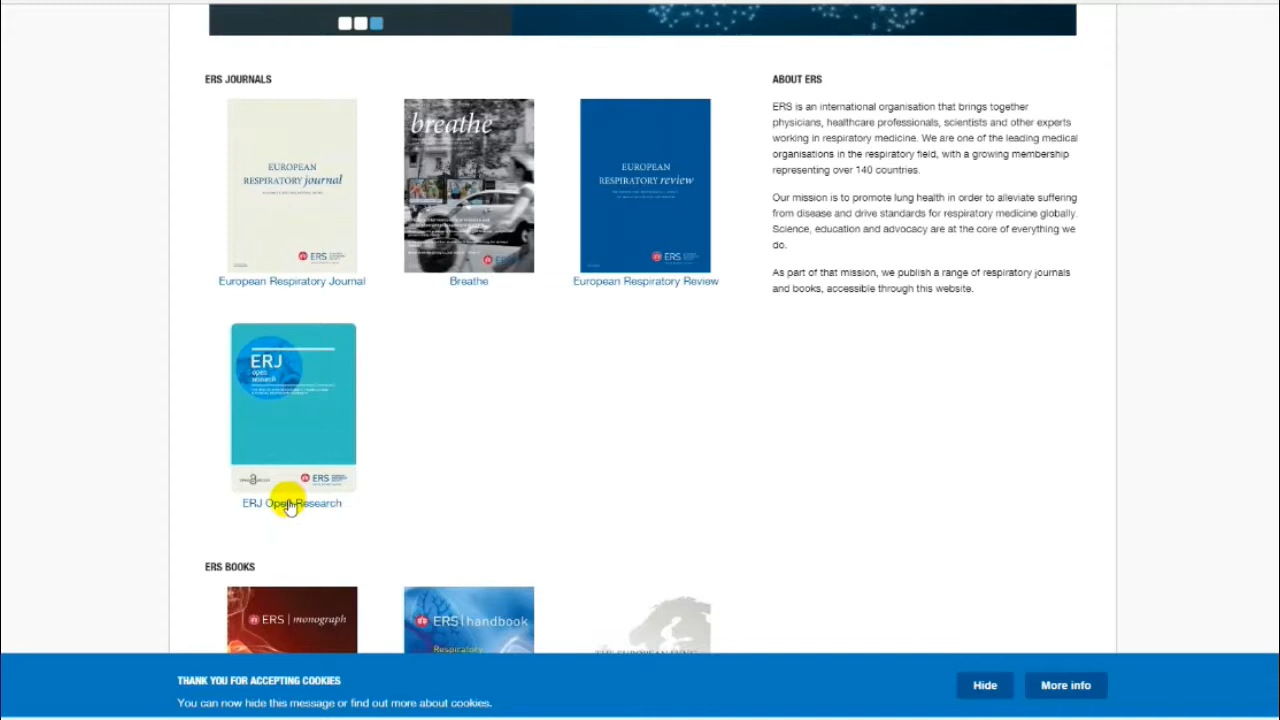 ERS JOURNALS
breathe
EUROPEAN
RESPIRATORY journal
ERS
European Respiratory Journal
ERS
Breathe
EUROPEAN
RESPIRATORY review
ERS
European Respiratory Review
ABOUT ERS
ERS is an international organisation that brings together
physicians, healthcare professionals, scientists and other experts
working in respiratory medicine. We are one of the leading medical
organisations in the respiratory field, with a growing membership
representing over 140 countries.
Our mission is to promote lung health in order to alleviate suffering
from disease and drive standards for respiratory medicine globally.
Science, education and advocacy are at the core of everything we
do.
As part of that mission, we publish a range of respiratory journals
and books, accessible through this website.
ERJ
open
research
ERS
ERJ Open Research
ERS BOOKS
ERS | monograph
ERS | handbook
Respiratory
THE EUROPEAN LUNG
THANK YOU FOR ACCEPTING COOKIES
You can now hide this message or find out more about cookies.
Hide
More info